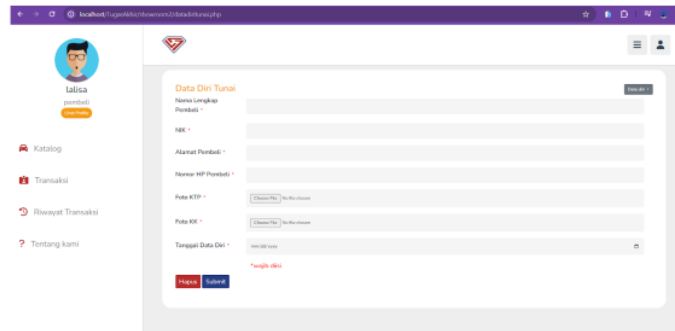 localhost/TugasAkhir/showroom2/datadiritunai.php
lalisa
pembeli
Katalog
Transaksi
Riwayat Transaksi
Tentang kami
Data Diri Tunai
Data diri
Nama Lengkap
Pembeli *
NIK *
Alamat Pembeli *
Nomor HP Pembeli *
Foto KTP *
Choose File No file chosen
Foto KK *
Choose File No file chosen
Tanggal Data Diri *
mm/dd/yyyy
*wajib diisi
Hapus Submit